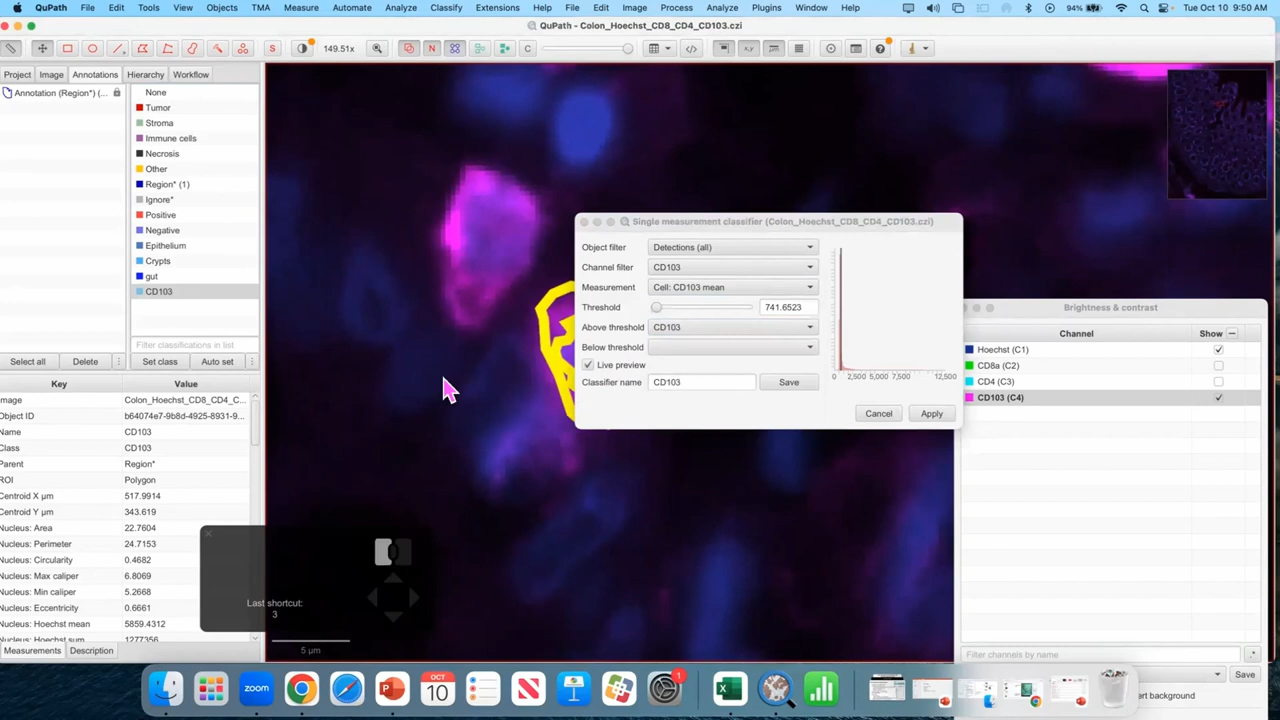 QuPath File Edit Tools View Objects TMA Measure Automate Analyze Classify Extensions Help Image Process Analyze Plugins Window Help 94% Tue Oct 10 9:50 AM
QuPath - Colon_Hoechst_CD8_CD4_CD103.czi
S 149.51x N C
Project Image Annotations Hierarchy Workflow
Annotation (Region*) (...
None
Tumor
Stroma
Immune cells
Necrosis
Other
Region* (1)
Ignore*
Positive
Negative
Epithelium
Crypts
gut
CD103
Filter classifications in list
Select all Delete Set class Auto set
Key Value
Image Colon_Hoechst_CD8_CD4_C...
Object ID b64074e7-9b8d-4925-8931-9...
Name CD103
Class CD103
Parent Region*
ROI Polygon
Centroid X µm 517.9914
Centroid Y µm 343.619
Nucleus: Area 22.7604
Nucleus: Perimeter 24.7153
Nucleus: Circularity 0.4682
Nucleus: Max caliper 6.8069
Nucleus: Min caliper 5.2668
Nucleus: Eccentricity 0.6661
Nucleus: Hoechst mean 5859.4312
Nucleus: Hoechst sum 1277356
Measurements Description
Last shortcut:
3
5 µm
Single measurement classifier (Colon_Hoechst_CD8_CD4_CD103.czi)
Object filter Detections (all)
Channel filter CD103
Measurement Cell: CD103 mean
Threshold 741.6523
Above threshold CD103
Below threshold
Live preview
Classifier name CD103 Save
0 2,500 5,000 7,500 12,500
Cancel Apply
Brightness & contrast
Channel Show
Hoechst (C1)
CD8a (C2)
CD4 (C3)
CD103 (C4)
Filter channels by name
Save
ert background
zoom
OCT
10
1